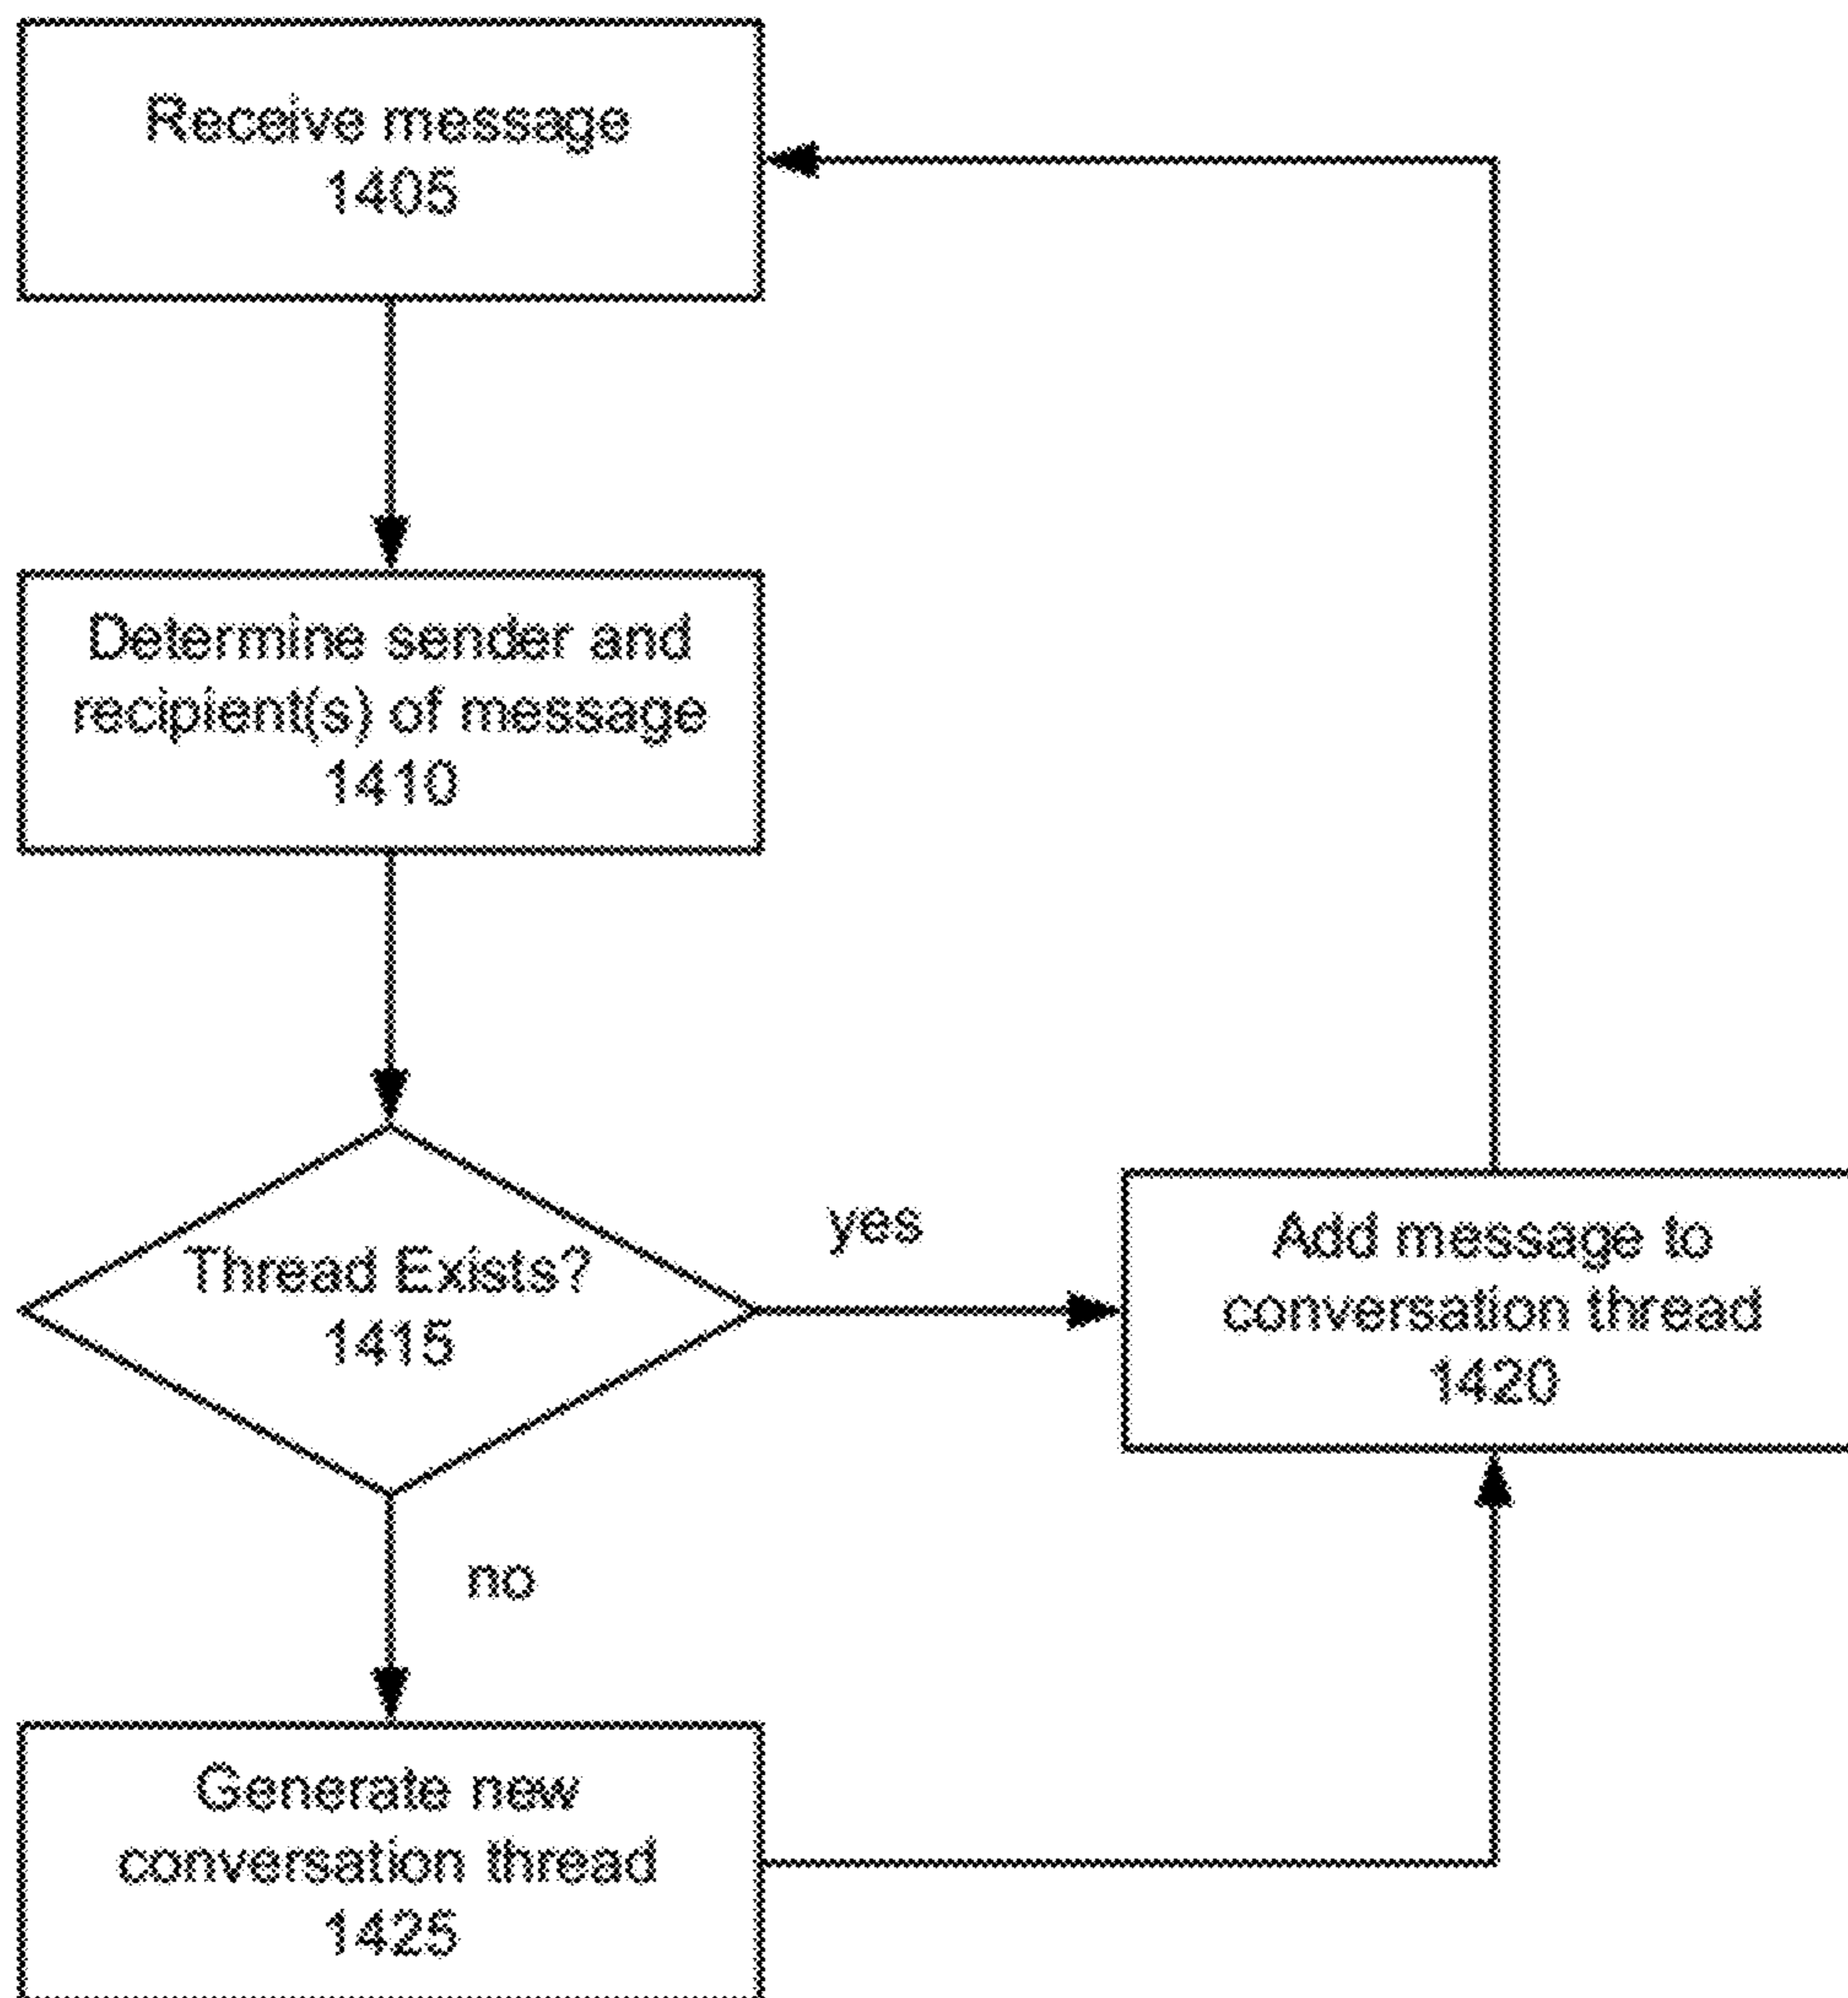 Receive message
1405
Determine sender and
recipient(s) of message
1410
Thread Exists?
1415
yes
Add message to
conversation thread
1420
no
Generate new
conversation thread
1425